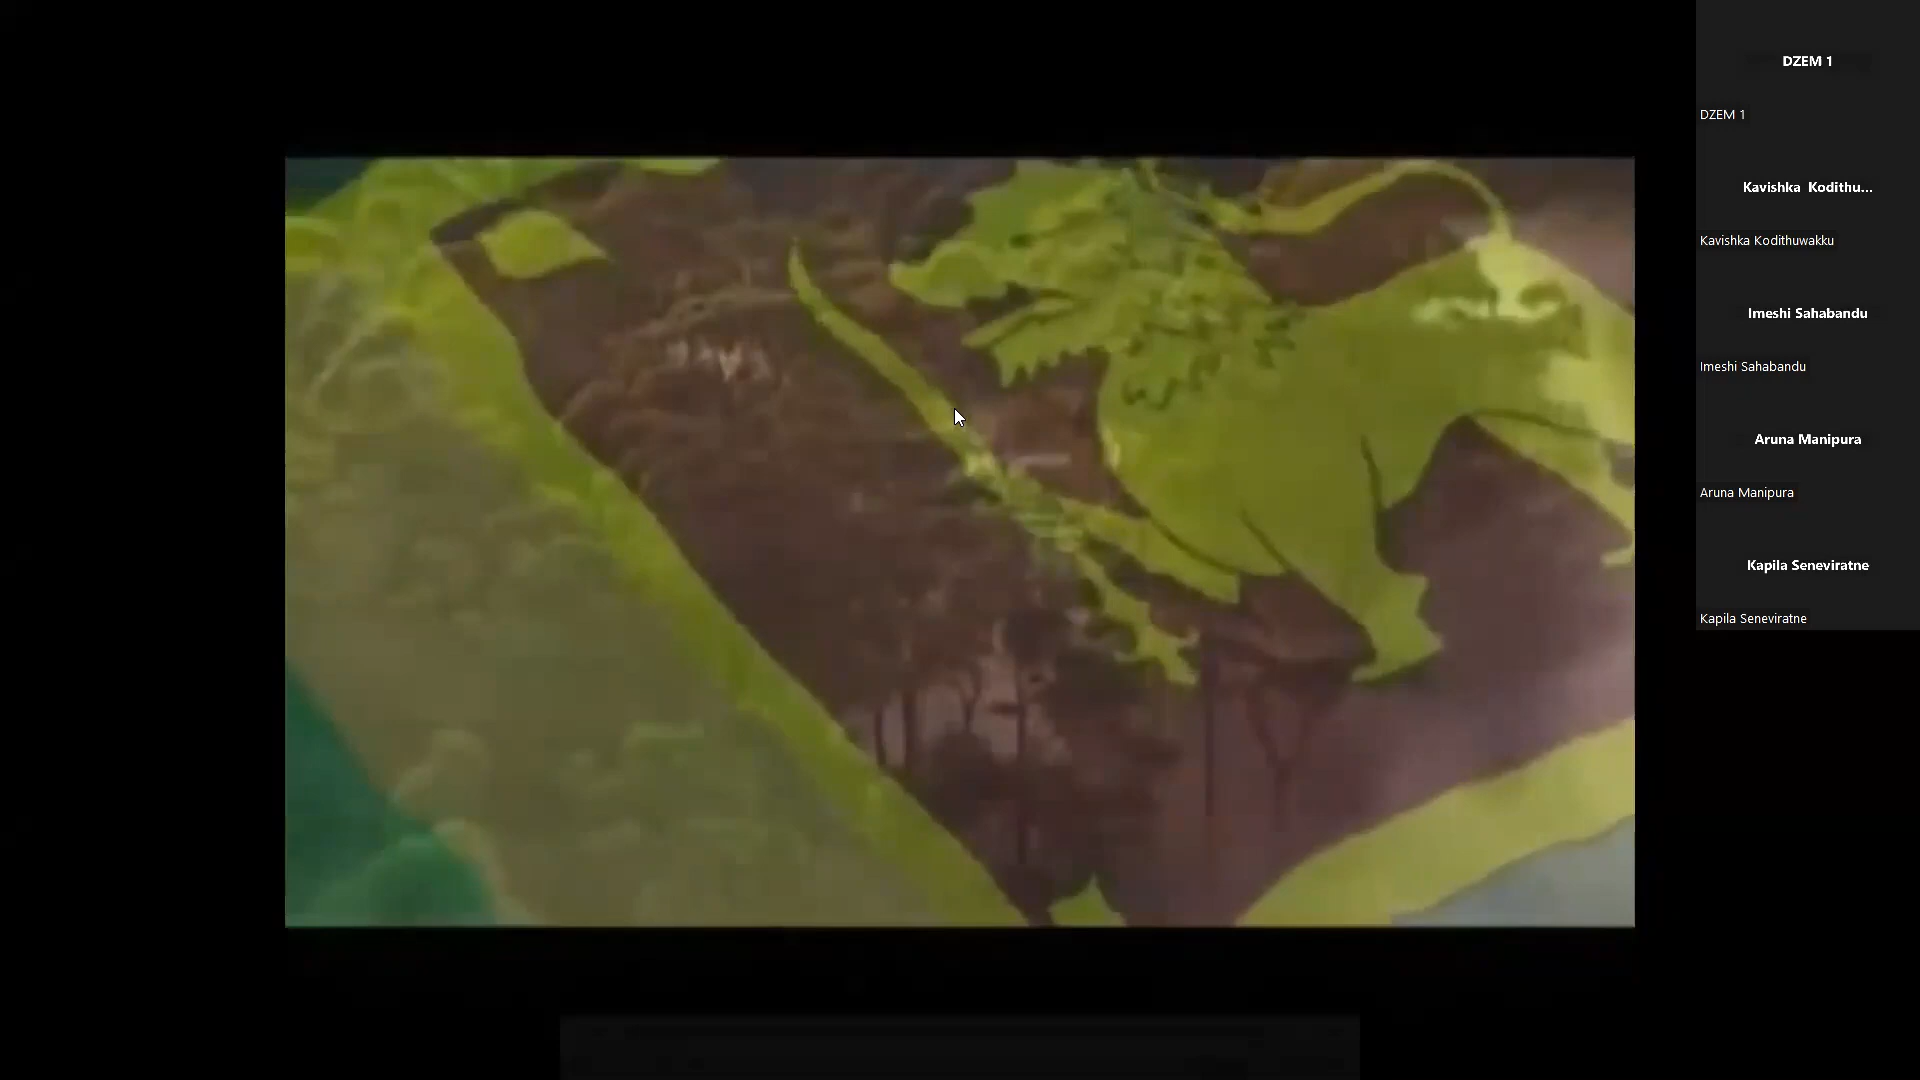 DZEM 1
DZEM 1
Kavishka Kodithu...
Kavishka Kodithuwakku
Imeshi Sahabandu
Imeshi Sahabandu
Aruna Manipura
Aruna Manipura
Kapila Seneviratne
Kapila Seneviratne